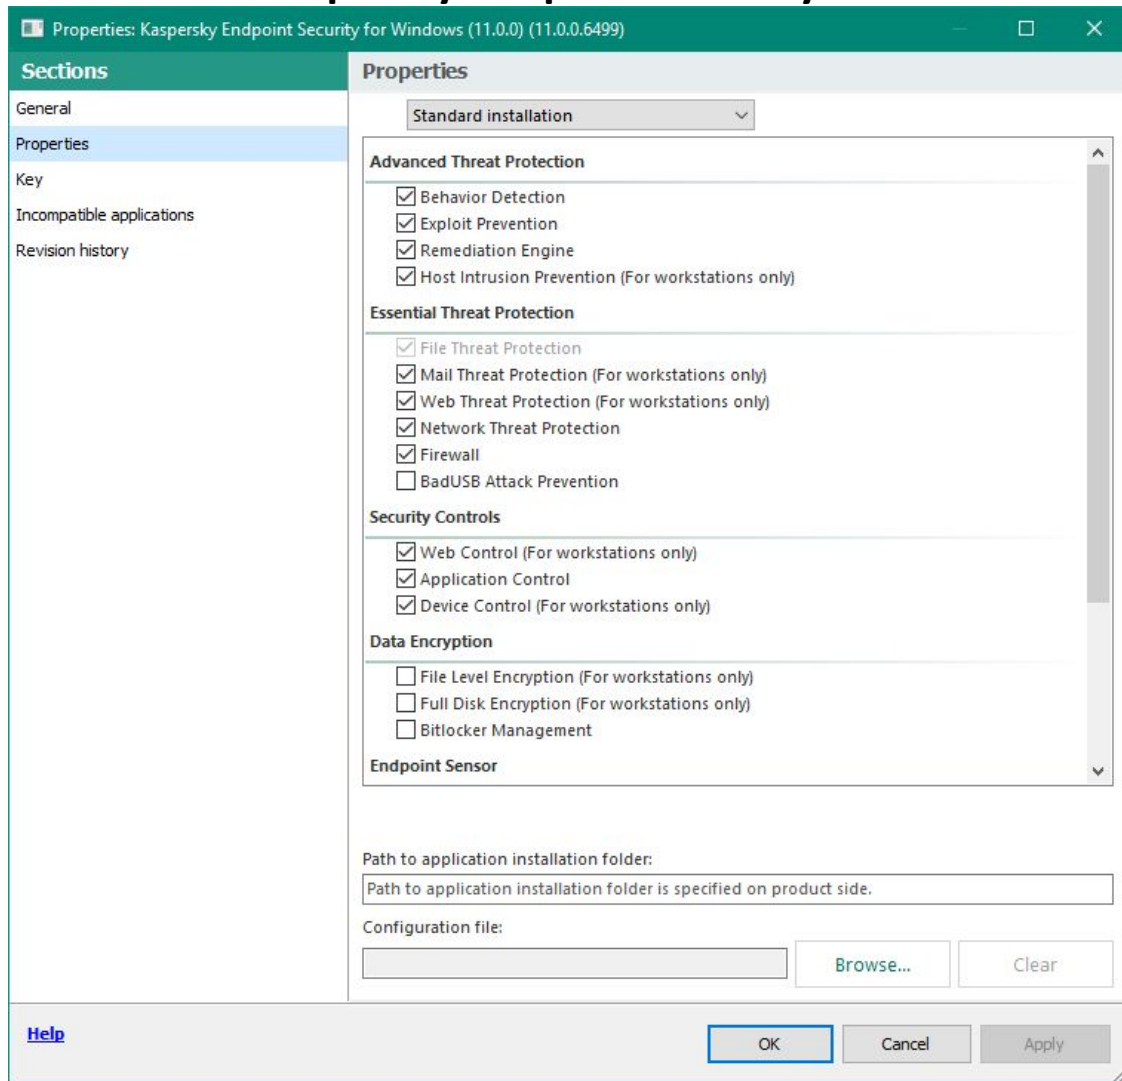 Properties: Kaspersky Endpoint Security for Windows (11.0.0) (11.0.0.6499)
Sections
General
Properties
Key
Incompatible applications
Revision history
Properties
Standard installation
Advanced Threat Protection
Behavior Detection
Exploit Prevention
Remediation Engine
Host Intrusion Prevention (For workstations only)
Essential Threat Protection
File Threat Protection
Mail Threat Protection (For workstations only)
Web Threat Protection (For workstations only)
Network Threat Protection
Firewall
BadUSB Attack Prevention
Security Controls
Web Control (For workstations only)
Application Control
Device Control (For workstations only)
Data Encryption
File Level Encryption (For workstations only)
Full Disk Encryption (For workstations only)
Bitlocker Management
Endpoint Sensor
Path to application installation folder:
Path to application installation folder is specified on product side.
Configuration file:
Browse...
Clear
Help
OK
Cancel
Apply